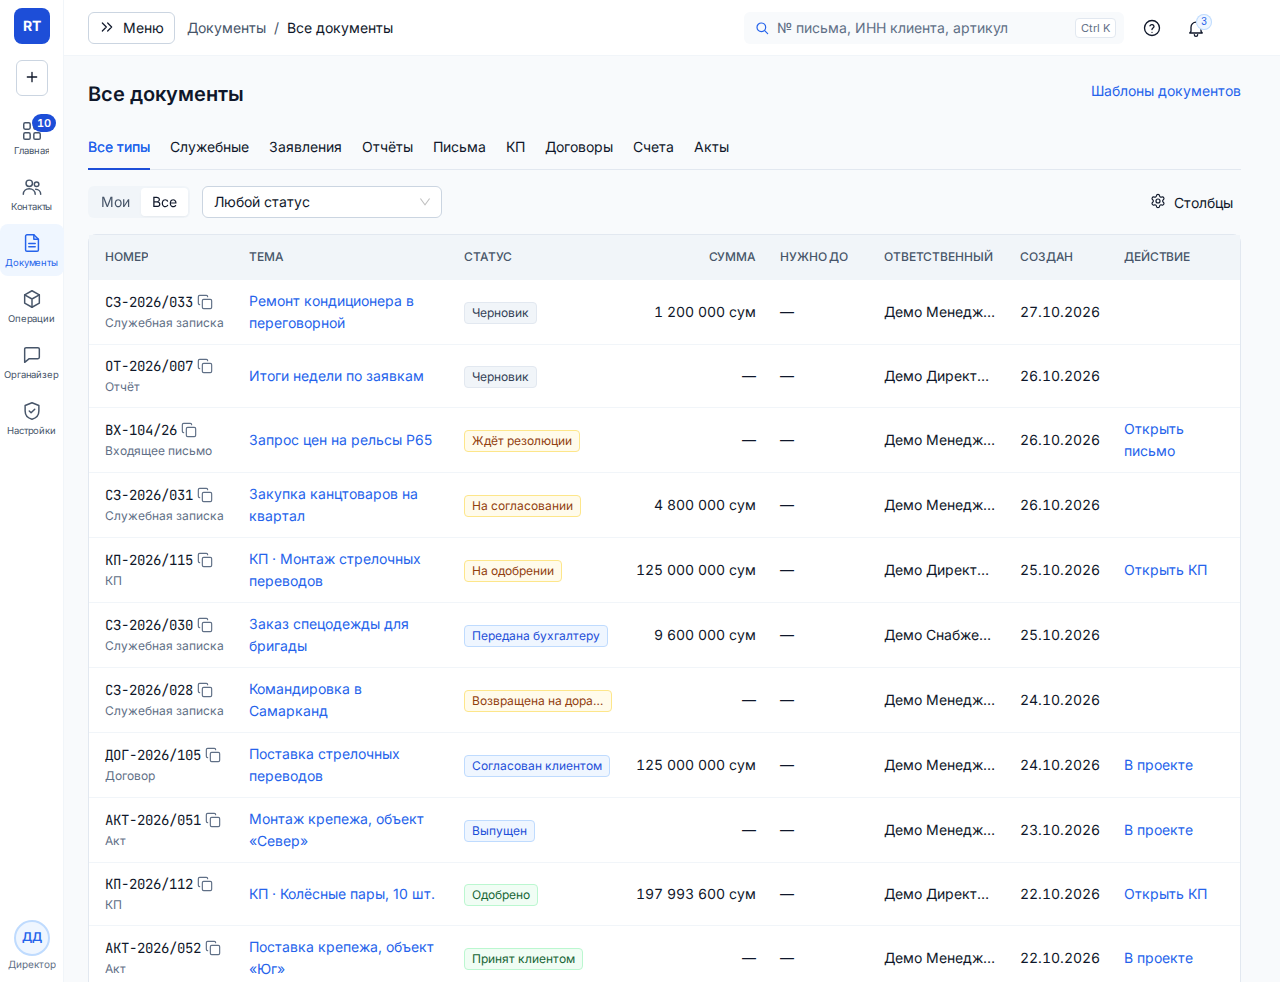 RT
Меню
Документы / Все документы
№ письма, ИНН клиента, артикул
Ctrl K
3
10
Главная
Контакты
Документы
Операции
Органайзер
Настройки
ДД
Директор
Все документы
Шаблоны документов
Все типы Служебные Заявления Отчёты Письма КП Договоры Счета Акты
Мои Все Любой статус Столбцы
НОМЕР ТЕМА СТАТУС СУММА НУЖНО ДО ОТВЕТСТВЕННЫЙ СОЗДАН ДЕЙСТВИЕ
СЗ-2026/033
Служебная записка
Ремонт кондиционера в
переговорной
Черновик
1 200 000 сум — Демо Менедж... 27.10.2026
ОТ-2026/007
Отчёт
Итоги недели по заявкам
Черновик
— — Демо Директ... 26.10.2026
ВХ-104/26
Входящее письмо
Запрос цен на рельсы Р65
Ждёт резолюции
— — Демо Менедж... 26.10.2026
Открыть
письмо
СЗ-2026/031
Служебная записка
Закупка канцтоваров на
квартал
На согласовании
4 800 000 сум — Демо Менедж... 26.10.2026
КП-2026/115
КП
КП · Монтаж стрелочных
переводов
На одобрении
125 000 000 сум — Демо Директ... 25.10.2026 Открыть КП
СЗ-2026/030
Служебная записка
Заказ спецодежды для
бригады
Передана бухгалтеру
9 600 000 сум — Демо Снабже... 25.10.2026
СЗ-2026/028
Служебная записка
Командировка в
Самарканд
Возвращена на дора...
— — Демо Менедж... 24.10.2026
ДОГ-2026/105
Договор
Поставка стрелочных
переводов
Согласован клиентом
125 000 000 сум — Демо Менедж... 24.10.2026 В проекте
АКТ-2026/051
Акт
Монтаж крепежа, объект
«Север»
Выпущен
— — Демо Менедж... 23.10.2026 В проекте
КП-2026/112
КП
КП · Колёсные пары, 10 шт.
Одобрено
197 993 600 сум — Демо Директ... 22.10.2026 Открыть КП
АКТ-2026/052
Акт
Поставка крепежа, объект
«Юг»
Принят клиентом
— — Демо Менедж... 22.10.2026 В проекте